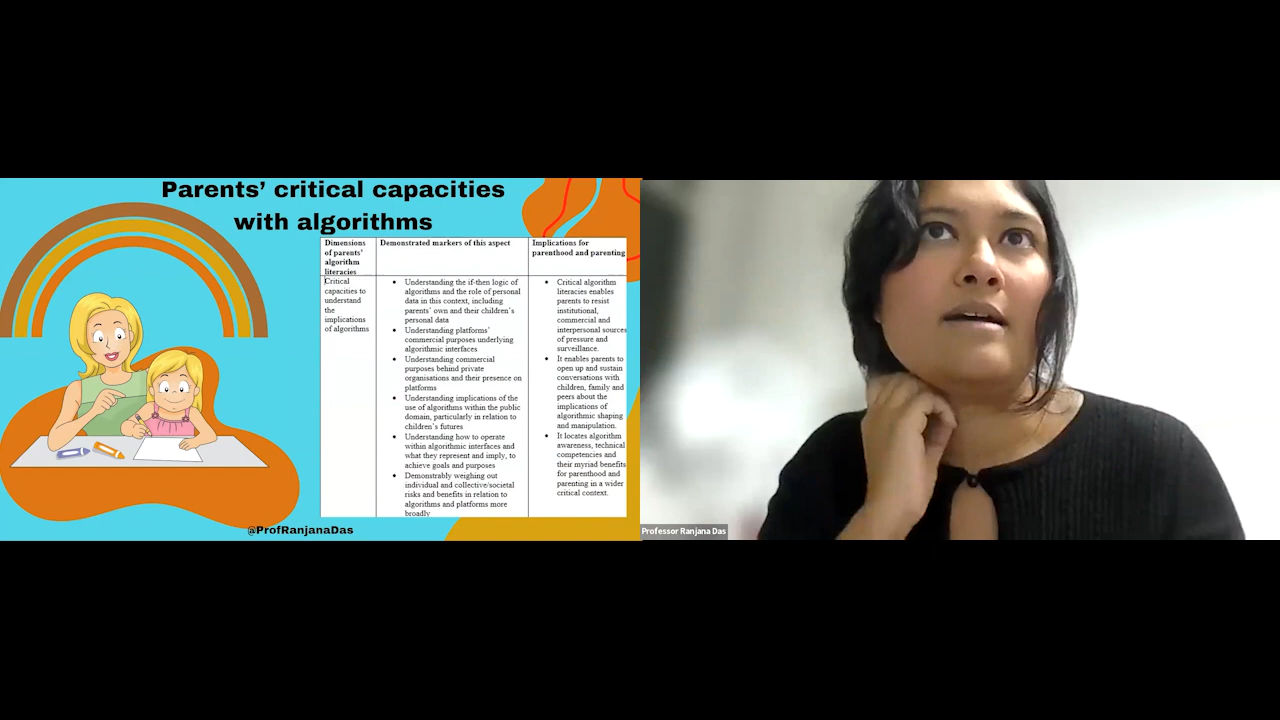 Parents' critical capacities
with algorithms
Dimensions
of parents'
algorithm
literacies
Demonstrated markers of this aspect
Implications for
parenthood and parenting
Critical
capacities to
understand
the
implications
of algorithms
• Understanding the if-then logic of
algorithms and the role of personal
data in this context, including
parents' own and their children's
personal data
• Understanding platforms'
commercial purposes underlying
algorithmic interfaces
• Understanding commercial
purposes behind private
organisations and their presence on
platforms
• Understanding implications of the
use of algorithms within the public
domain, particularly in relation to
children's futures
• Understanding how to operate
within algorithmic interfaces and
what they represent and imply, to
achieve goals and purposes
• Demonstrably weighing out
individual and collective/societal
risks and benefits in relation to
algorithms and platforms more
broadly
• Critical algorithm
literacies enables
parents to resist
institutional,
commercial and
interpersonal sources
of pressure and
surveillance.
• It enables parents to
open up and sustain
conversations with
children, family and
peers about the
implications of
algorithmic shaping
and manipulation.
• It locates algorithm
awareness, technical
competencies and
their myriad benefits
for parenthood and
parenting in a wider
critical context.
@ProfRanjanaDas
Professor Ranjana Das